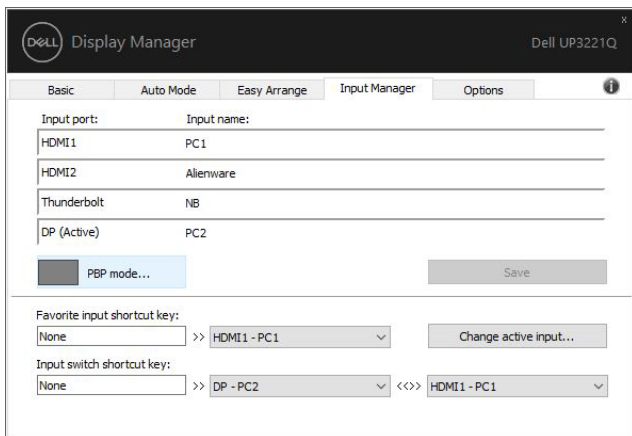 x
DELL Display Manager Dell UP3221Q
Basic Auto Mode Easy Arrange Input Manager Options i
Input port: Input name:
HDMI1 PC1
HDMI2 Alienware
Thunderbolt NB
DP (Active) PC2
PBP mode... Save
Favorite input shortcut key:
None >> HDMI1 - PC1 Change active input...
Input switch shortcut key:
None >> DP - PC2 <<>> HDMI1 - PC1